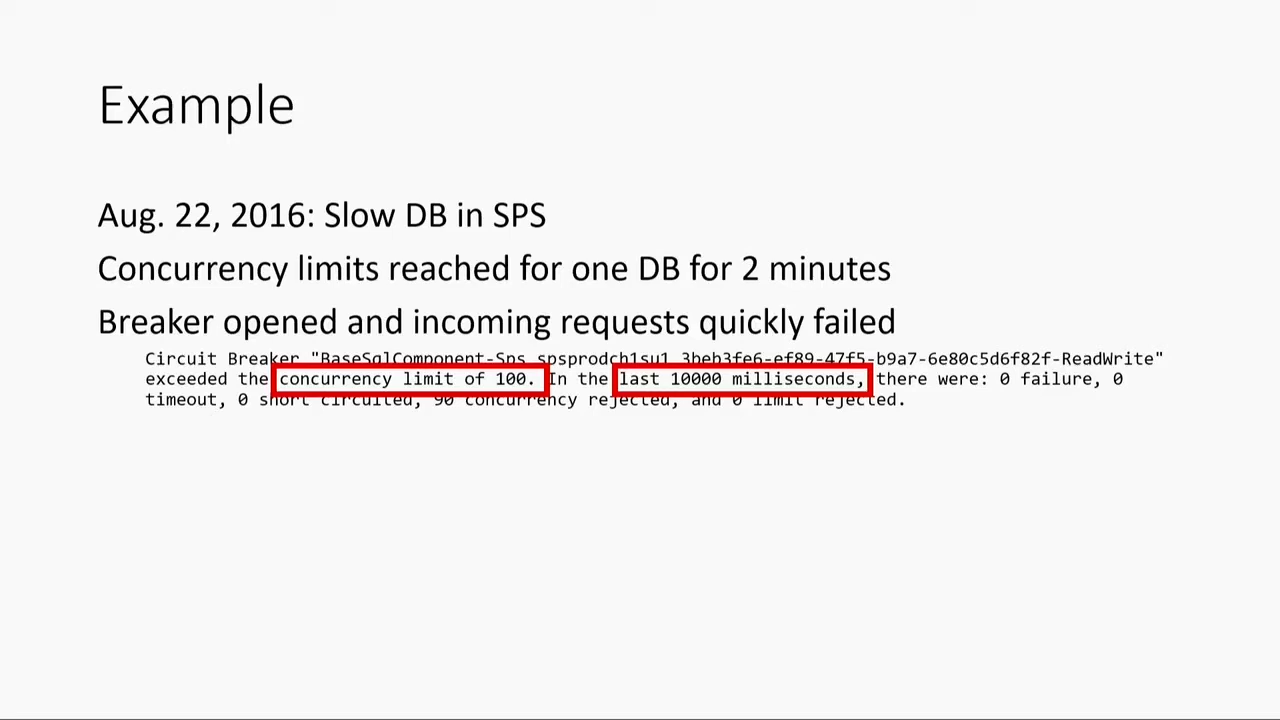 Example
Aug. 22, 2016: Slow DB in SPS
Concurrency limits reached for one DB for 2 minutes
Breaker opened and incoming requests quickly failed
Circuit Breaker "BaseSqlComponent-Sps_spsprodch1su1_3beb3fe6-ef89-47f5-b9a7-6e80c5d6f82f-ReadWrite"
exceeded the concurrency limit of 100. In the last 10000 milliseconds, there were: 0 failure, 0
timeout, 0 short circuited, 90 concurrency rejected, and 0 limit rejected.